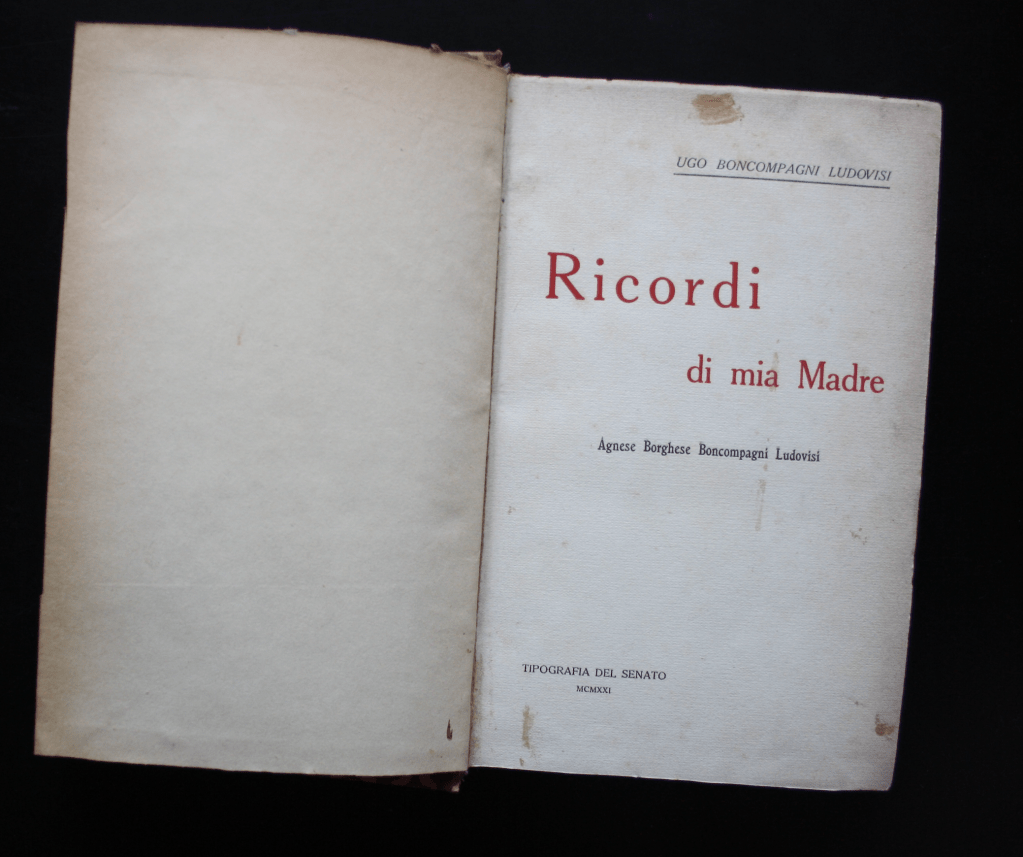 UGO BONCOMPAGNI LUDOVISI
Ricordi
di mia Madre
Agnese Borghese Boncompagni Ludovisi
TIPOGRAFIA DEL SENATO
MCMXXI